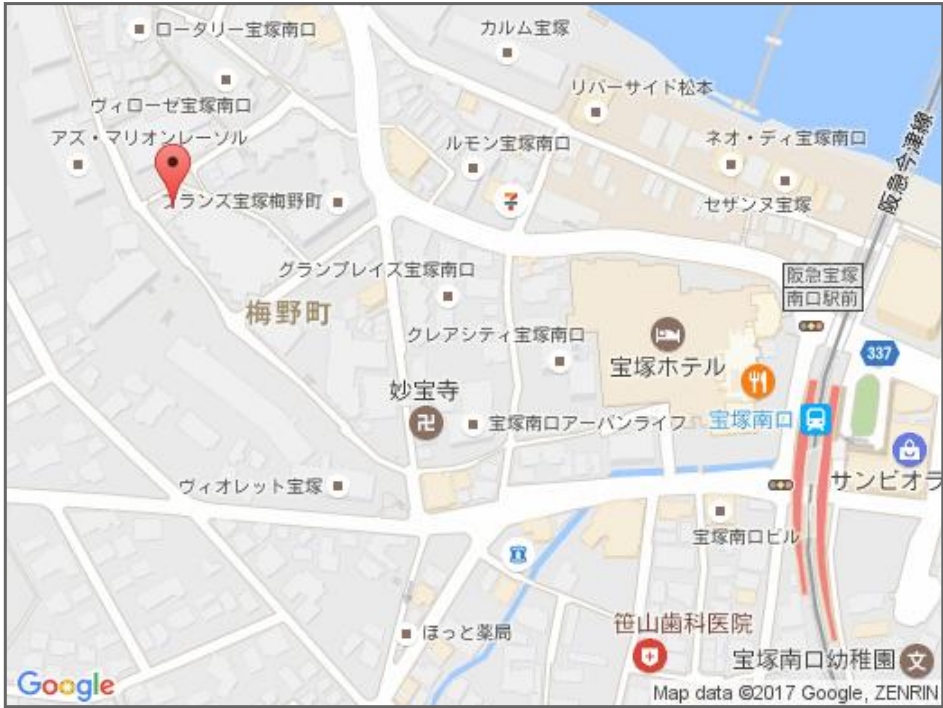 ロータリー宝塚南口
カルム宝塚
ヴィローゼ宝塚南口
リバーサイド松本
アズ・マリオンレーソル
ルモン宝塚南口
ネオ・ディ宝塚南口
阪急今津線
ランズ宝塚梅野町
セザンヌ宝塚
グランプレイズ宝塚南口
阪急宝塚
南口駅前
梅野町
クレアシティ宝塚南口
337
宝塚ホテル
妙宝寺
卍
宝塚南口アーバンライフ
宝塚南口
サンビオラ
ヴィオレット宝塚
宝塚南口ビル
ほっと薬局
笹山歯科医院
宝塚南口幼稚園
文
Google
Map data ©2017 Google, ZENRIN